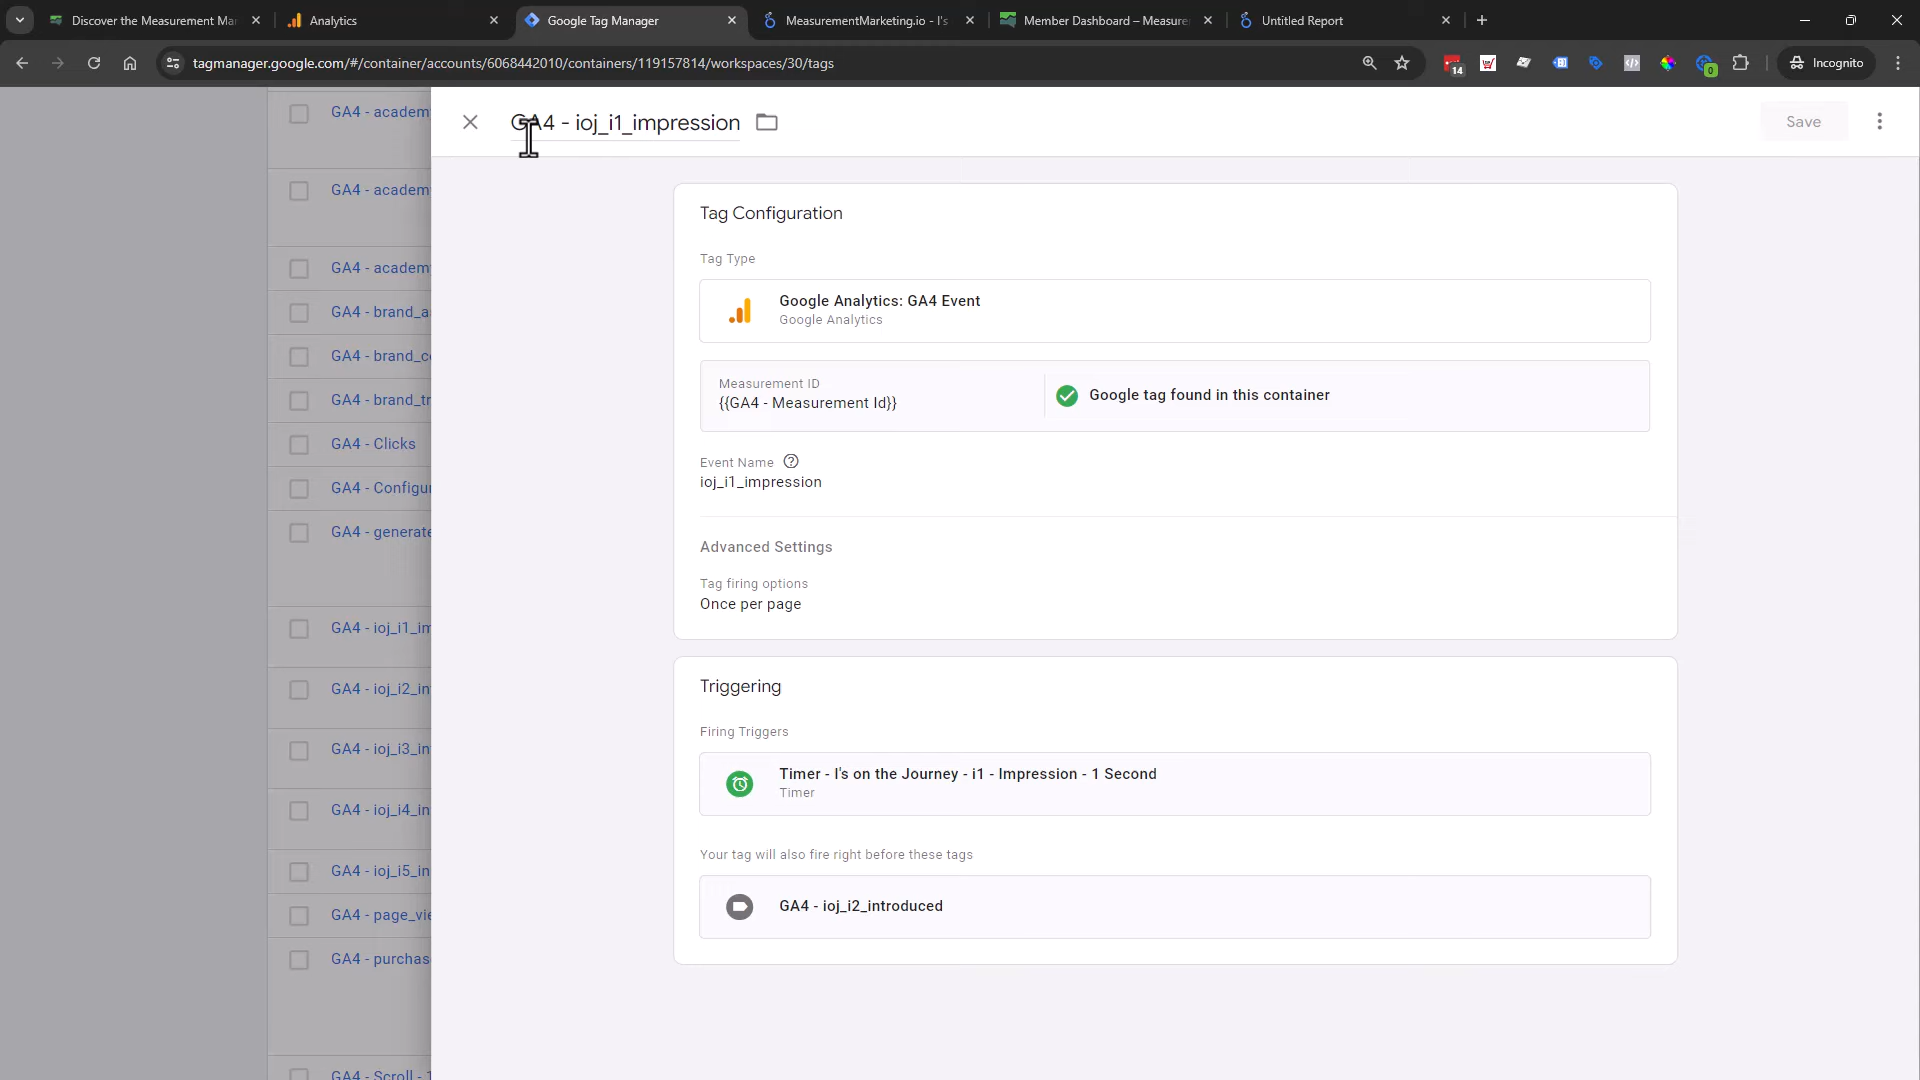 Discover the Measurement Ma
Analytics
Google Tag Manager
MeasurementMarketing.io - I's
Member Dashboard – Measure
Untitled Report
tagmanager.google.com/#/container/accounts/6068442010/containers/119157814/workspaces/30/tags
14
0
Incognito
GA4 - academ
GA4 - academ
GA4 - academ
GA4 - brand_a
GA4 - brand_c
GA4 - brand_tr
GA4 - Clicks
GA4 - Configu
GA4 - generate
GA4 - ioj_i1_im
GA4 - ioj_i2_in
GA4 - ioj_i3_in
GA4 - ioj_i4_in
GA4 - ioj_i5_in
GA4 - page_vie
GA4 - purchas
GA4 - Scroll - 1
GA4 - ioj_i1_impression
Save
Tag Configuration
Tag Type
Google Analytics: GA4 Event
Google Analytics
Measurement ID
{{GA4 - Measurement Id}}
Google tag found in this container
Event Name
ioj_i1_impression
Advanced Settings
Tag firing options
Once per page
Triggering
Firing Triggers
Timer - I's on the Journey - i1 - Impression - 1 Second
Timer
Your tag will also fire right before these tags
GA4 - ioj_i2_introduced